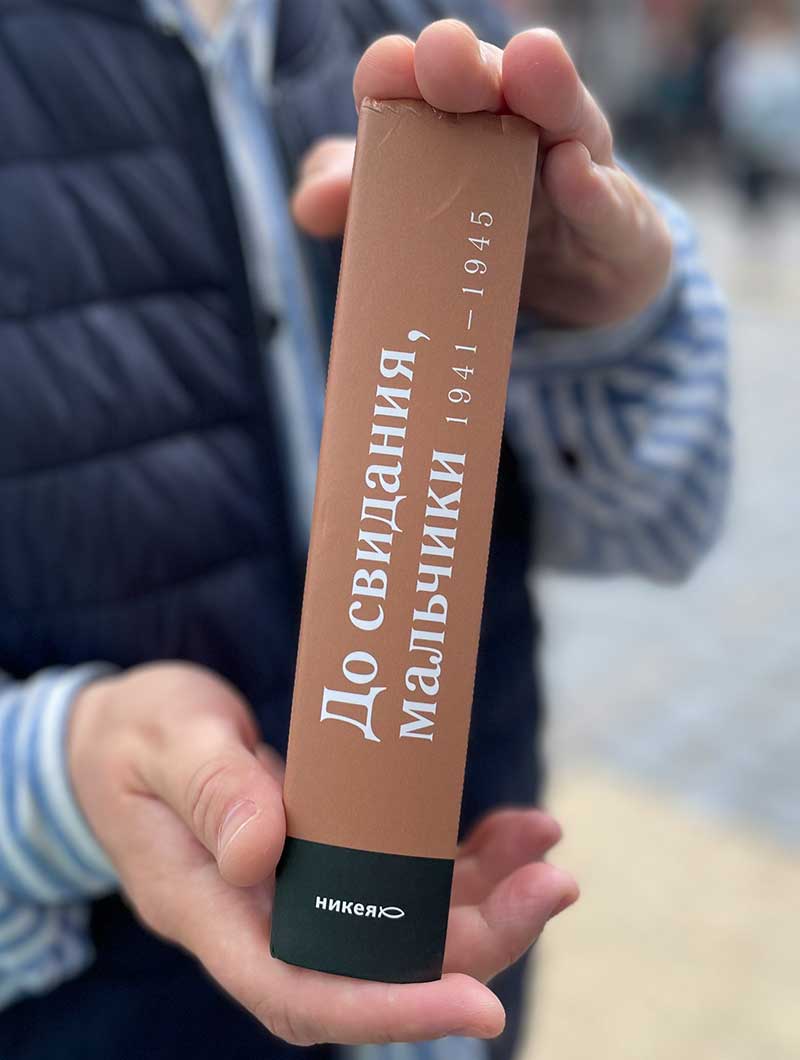 До свидания,
мальчики 1941–1945
никея